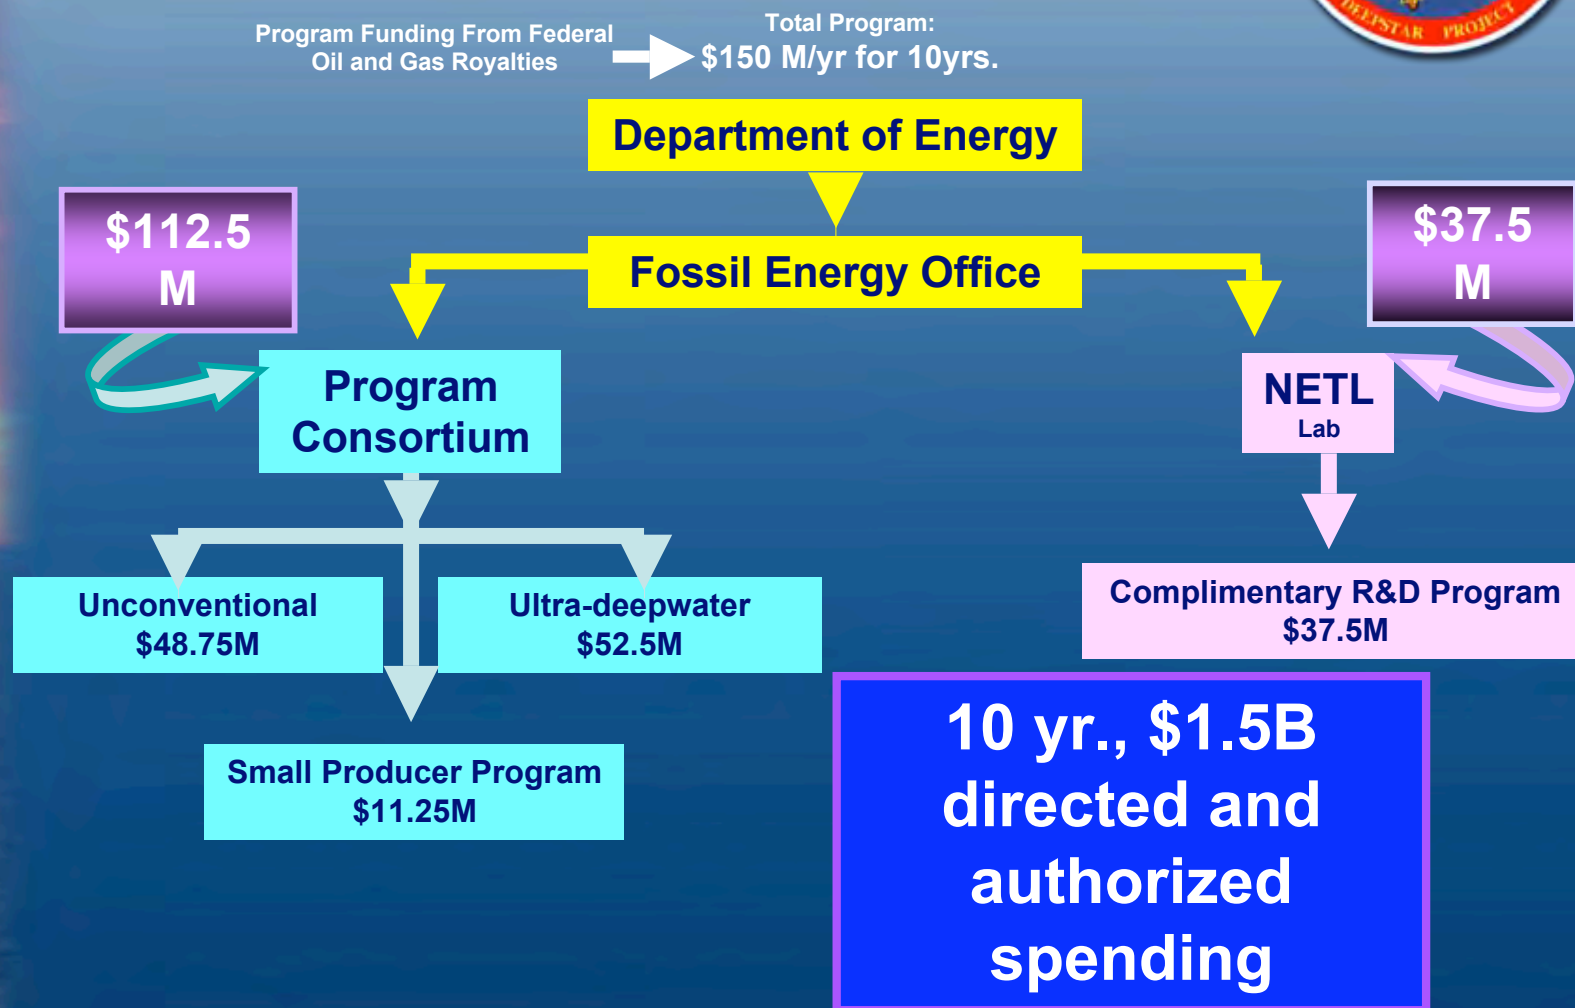 DEEPSTAR PROJECT
Program Funding From Federal
Oil and Gas Royalties
Total Program:
$150 M/yr for 10yrs.
Department of Energy
$112.5
M
$37.5
M
Fossil Energy Office
Program
Consortium
NETL
Lab
Unconventional
$48.75M
Ultra-deepwater
$52.5M
Complimentary R&D Program
$37.5M
Small Producer Program
$11.25M
10 yr., $1.5B
directed and
authorized
spending